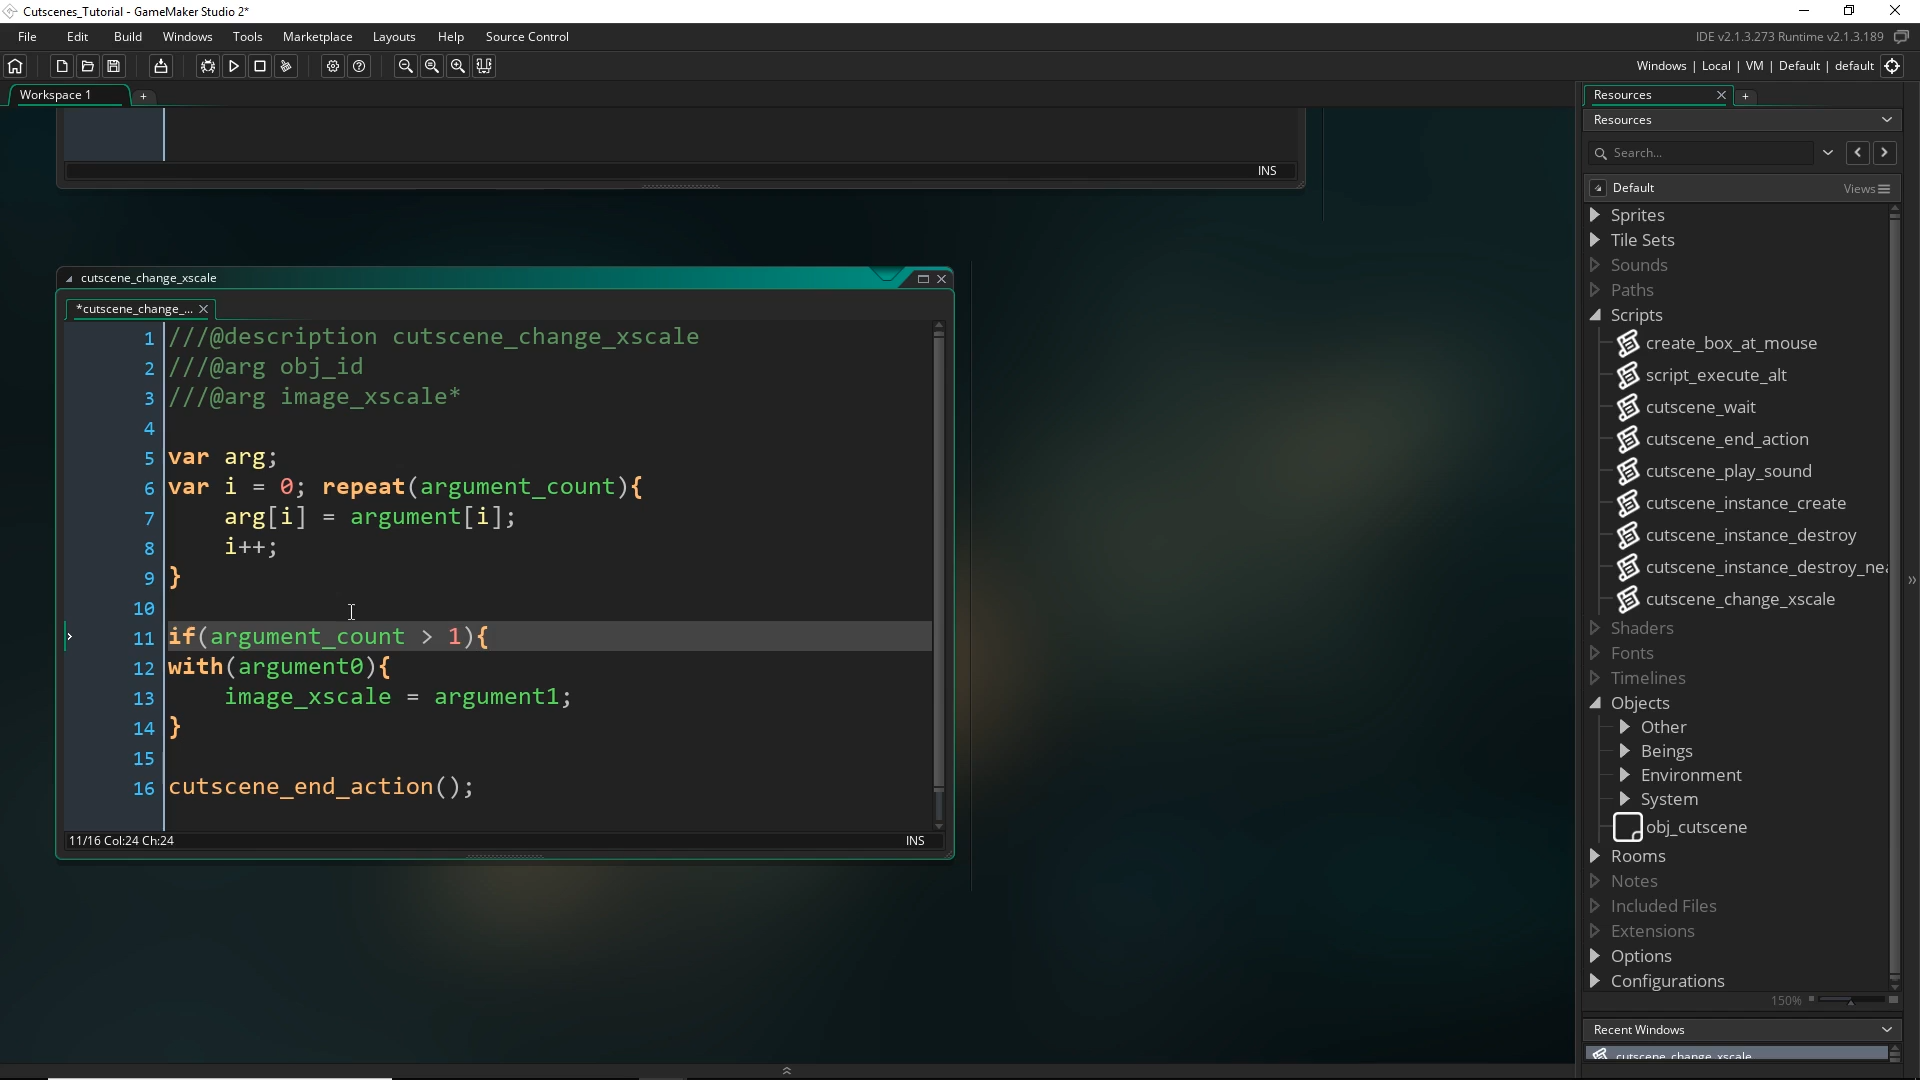 Cutscenes_Tutorial - GameMaker Studio 2*
File Edit Build Windows Tools Marketplace Layouts Help Source Control
IDE v2.1.3.273 Runtime v2.1.3.189
Windows | Local | VM | Default | default
Workspace 1
+
INS
cutscene_change_xscale
*cutscene_change_...
1 ///@description cutscene_change_xscale
2 ///@arg obj_id
3 ///@arg image_xscale*
4
5 var arg;
6 var i = 0; repeat(argument_count){
7 arg[i] = argument[i];
8 i++;
9 }
10
11 if(argument_count > 1){
12 with(argument0){
13 image_xscale = argument1;
14 }
15
16 cutscene_end_action();
11/16 Col:24 Ch:24
INS
Resources
+
Resources
Search...
Default
Views
Sprites
Tile Sets
Sounds
Paths
Scripts
create_box_at_mouse
script_execute_alt
cutscene_wait
cutscene_end_action
cutscene_play_sound
cutscene_instance_create
cutscene_instance_destroy
cutscene_instance_destroy_nea
cutscene_change_xscale
Shaders
Fonts
Timelines
Objects
Other
Beings
Environment
System
obj_cutscene
Rooms
Notes
Included Files
Extensions
Options
Configurations
150%
Recent Windows
cutscene_change_xscale